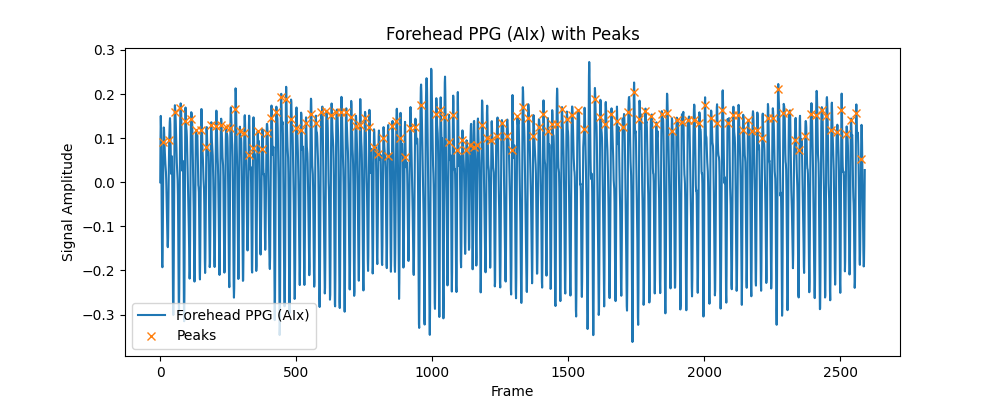 Forehead PPG (AIx) with Peaks
0.3
0.2
0.1
0.0
−0.1
−0.2
−0.3
Signal Amplitude
Forehead PPG (AIx)
Peaks
0
500
1000
1500
2000
2500
Frame